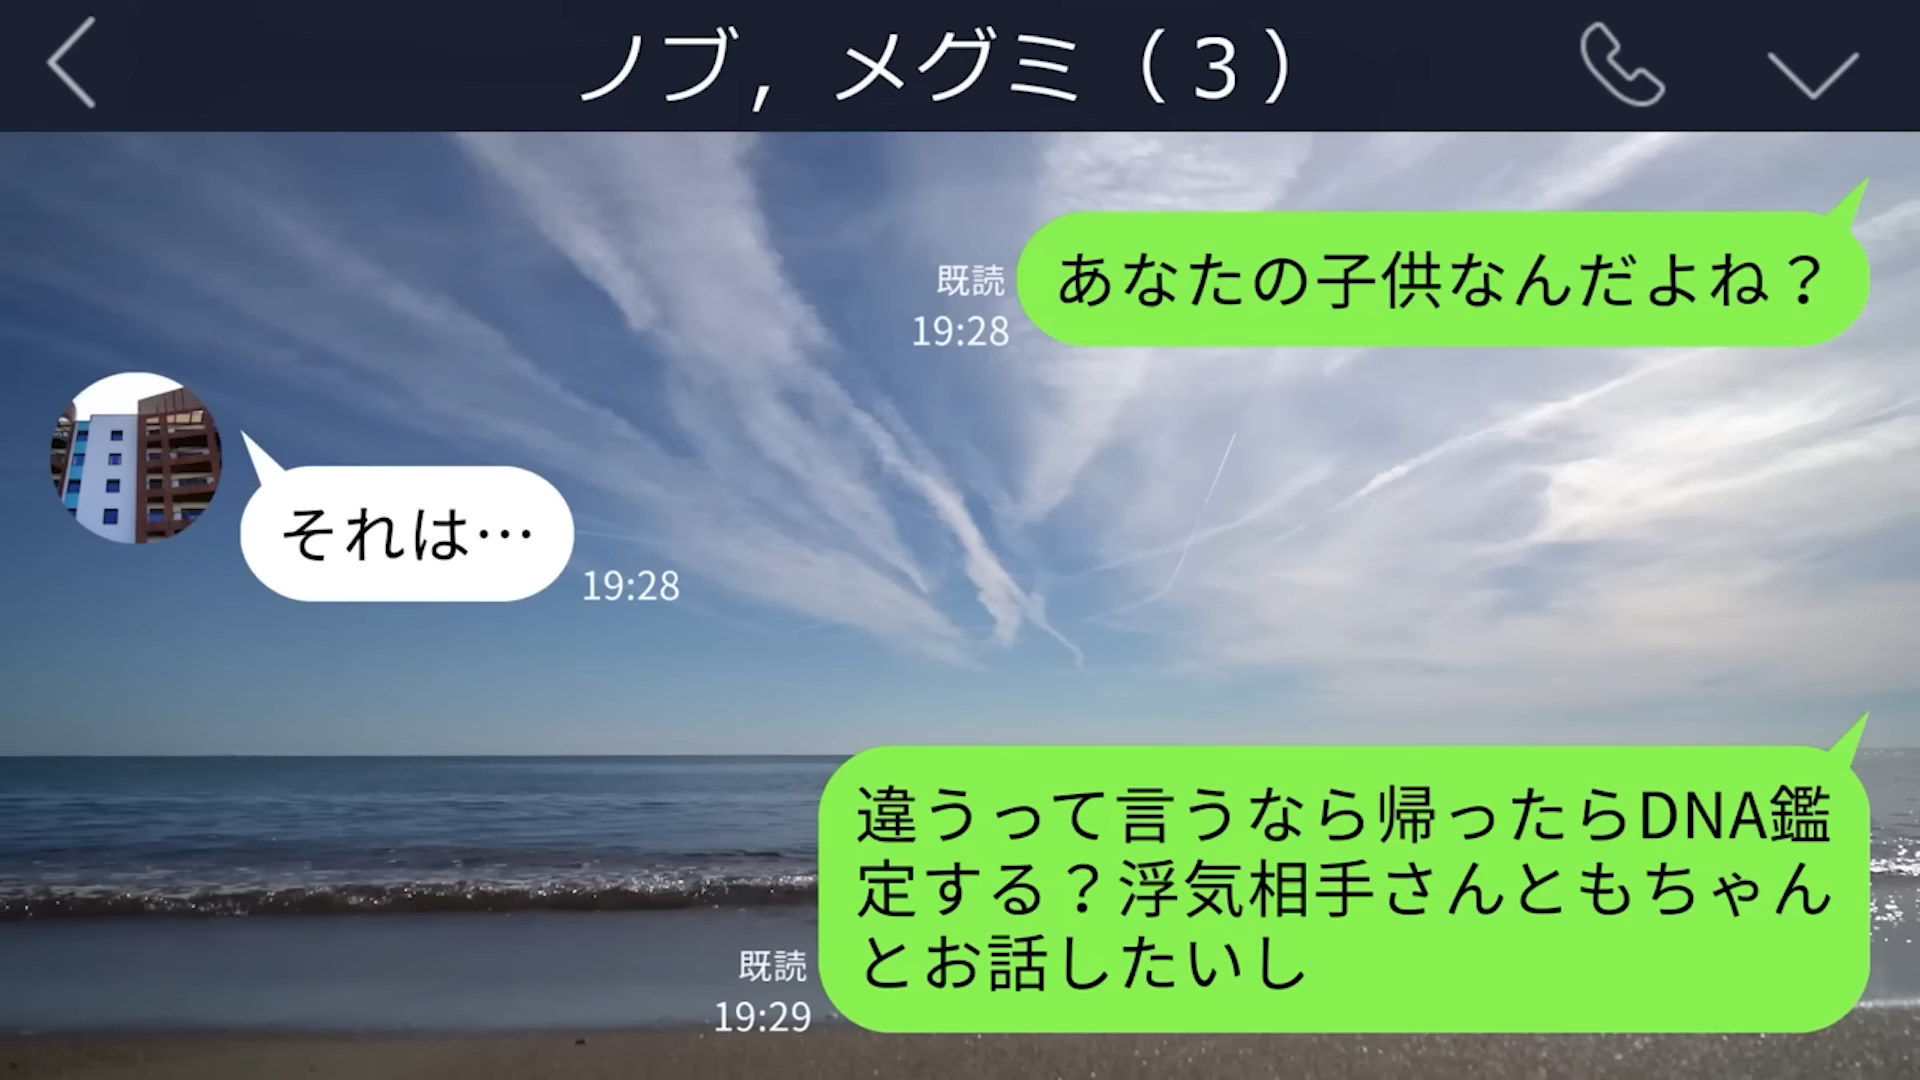 ノブ, メグミ（3）
あなたの子供なんだよね？
既読
19:28
それは…
19:28
違うって言うなら帰ったらDNA鑑
定する？浮気相手さんともちゃん
とお話したいし
既読
19:29